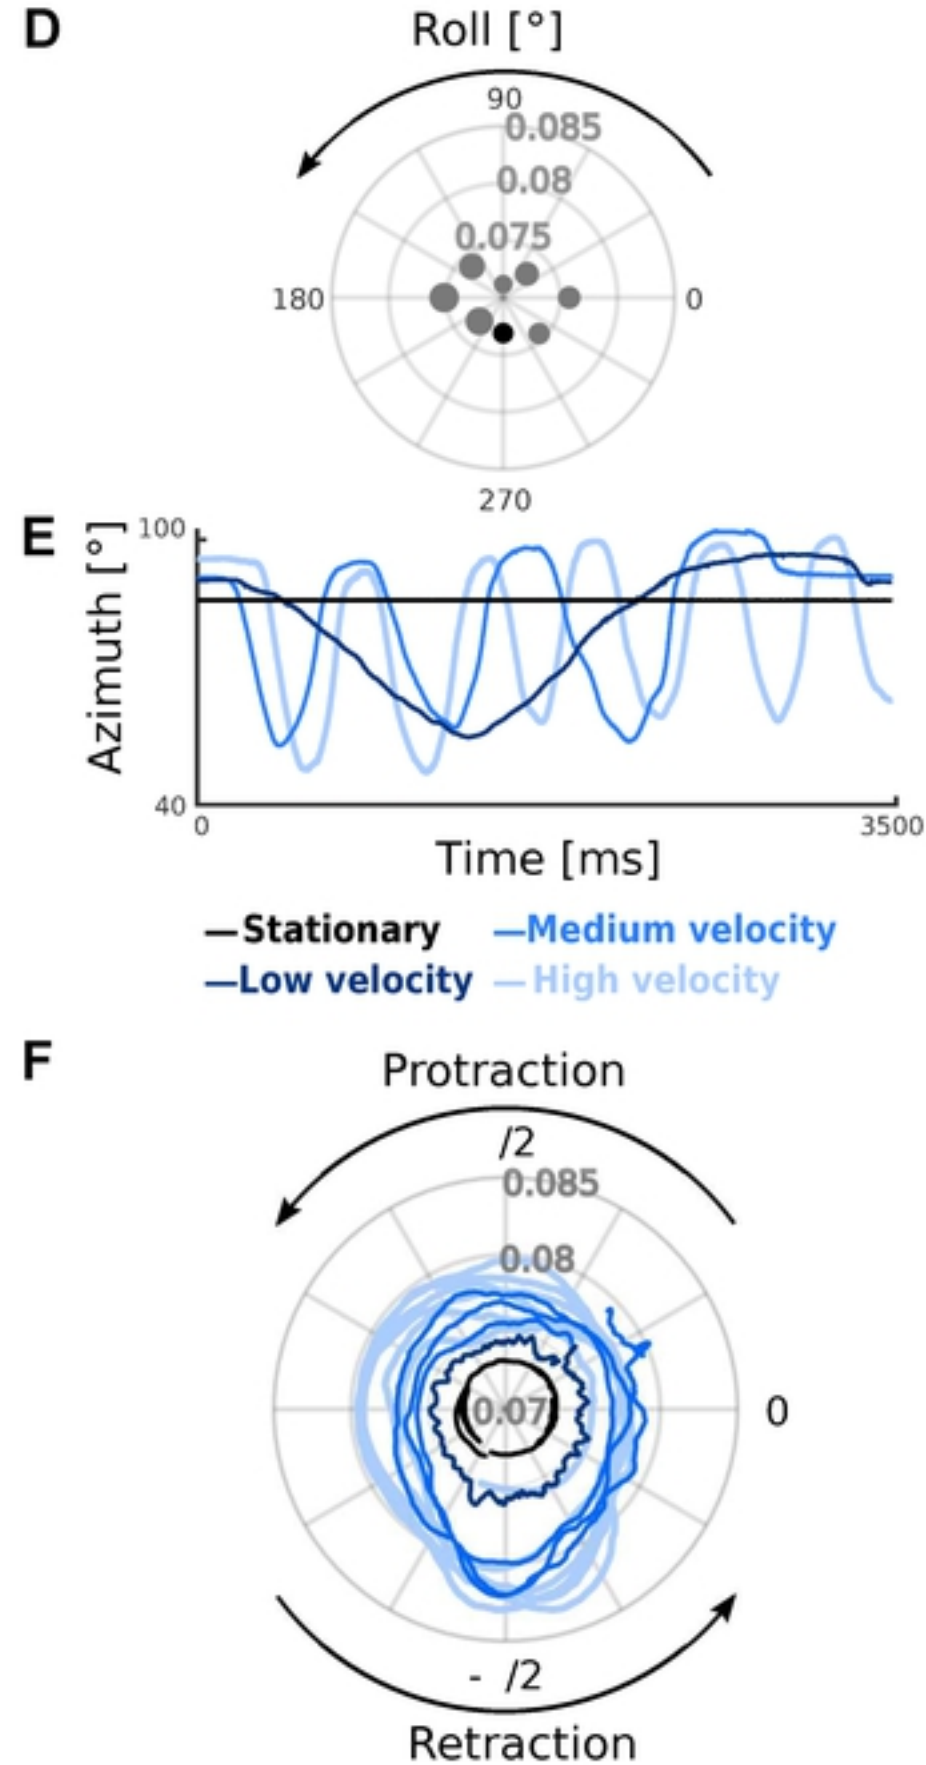 D
Roll [°]
90
0.085
0.08
0.075
180
0
270
E
100
Azimuth [°]
40
0
3500
Time [ms]
Stationary
Medium velocity
Low velocity
High velocity
F
Protraction
/2
0.085
0.08
0.07
0
- /2
Retraction